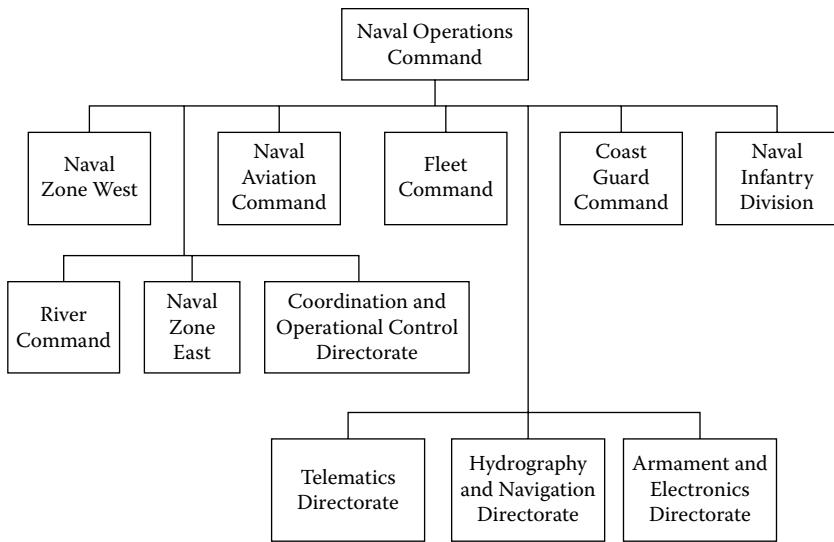 Naval Operations
Command
Naval
Zone West
Naval
Aviation
Command
Fleet
Command
Coast
Guard
Command
Naval
Infantry
Division
River
Command
Naval
Zone
East
Coordination and
Operational Control
Directorate
Telematics
Directorate
Hydrography
and Navigation
Directorate
Armament and
Electronics
Directorate